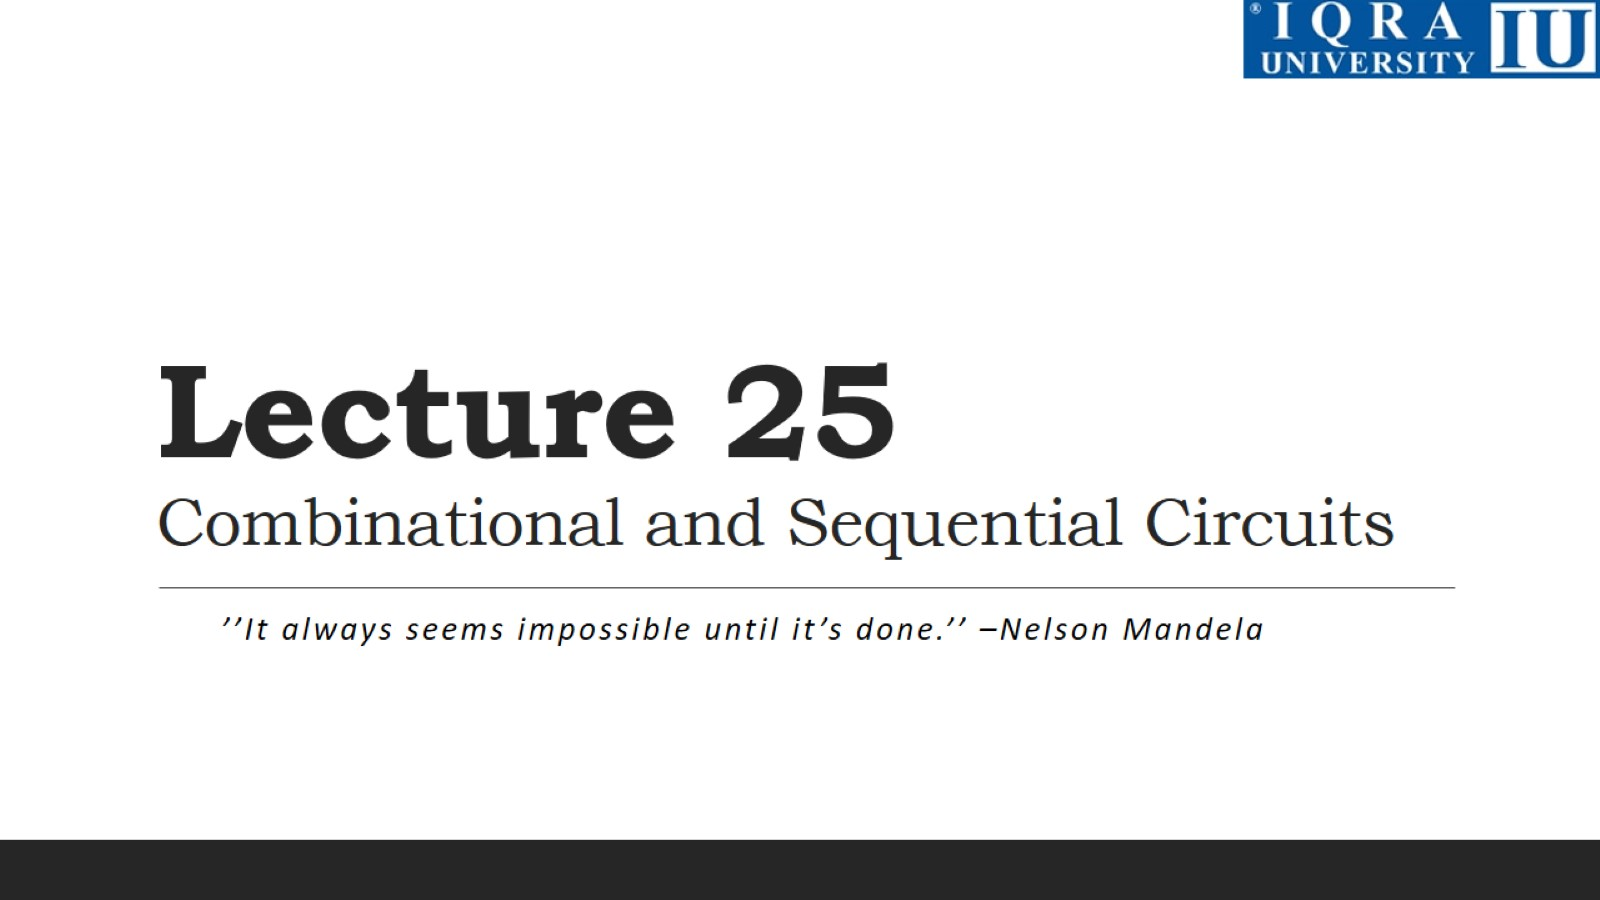 ® IQRA
UNIVERSITY IU
Lecture 25
Combinational and Sequential Circuits
’’It always seems impossible until it’s done.’’ –Nelson Mandela